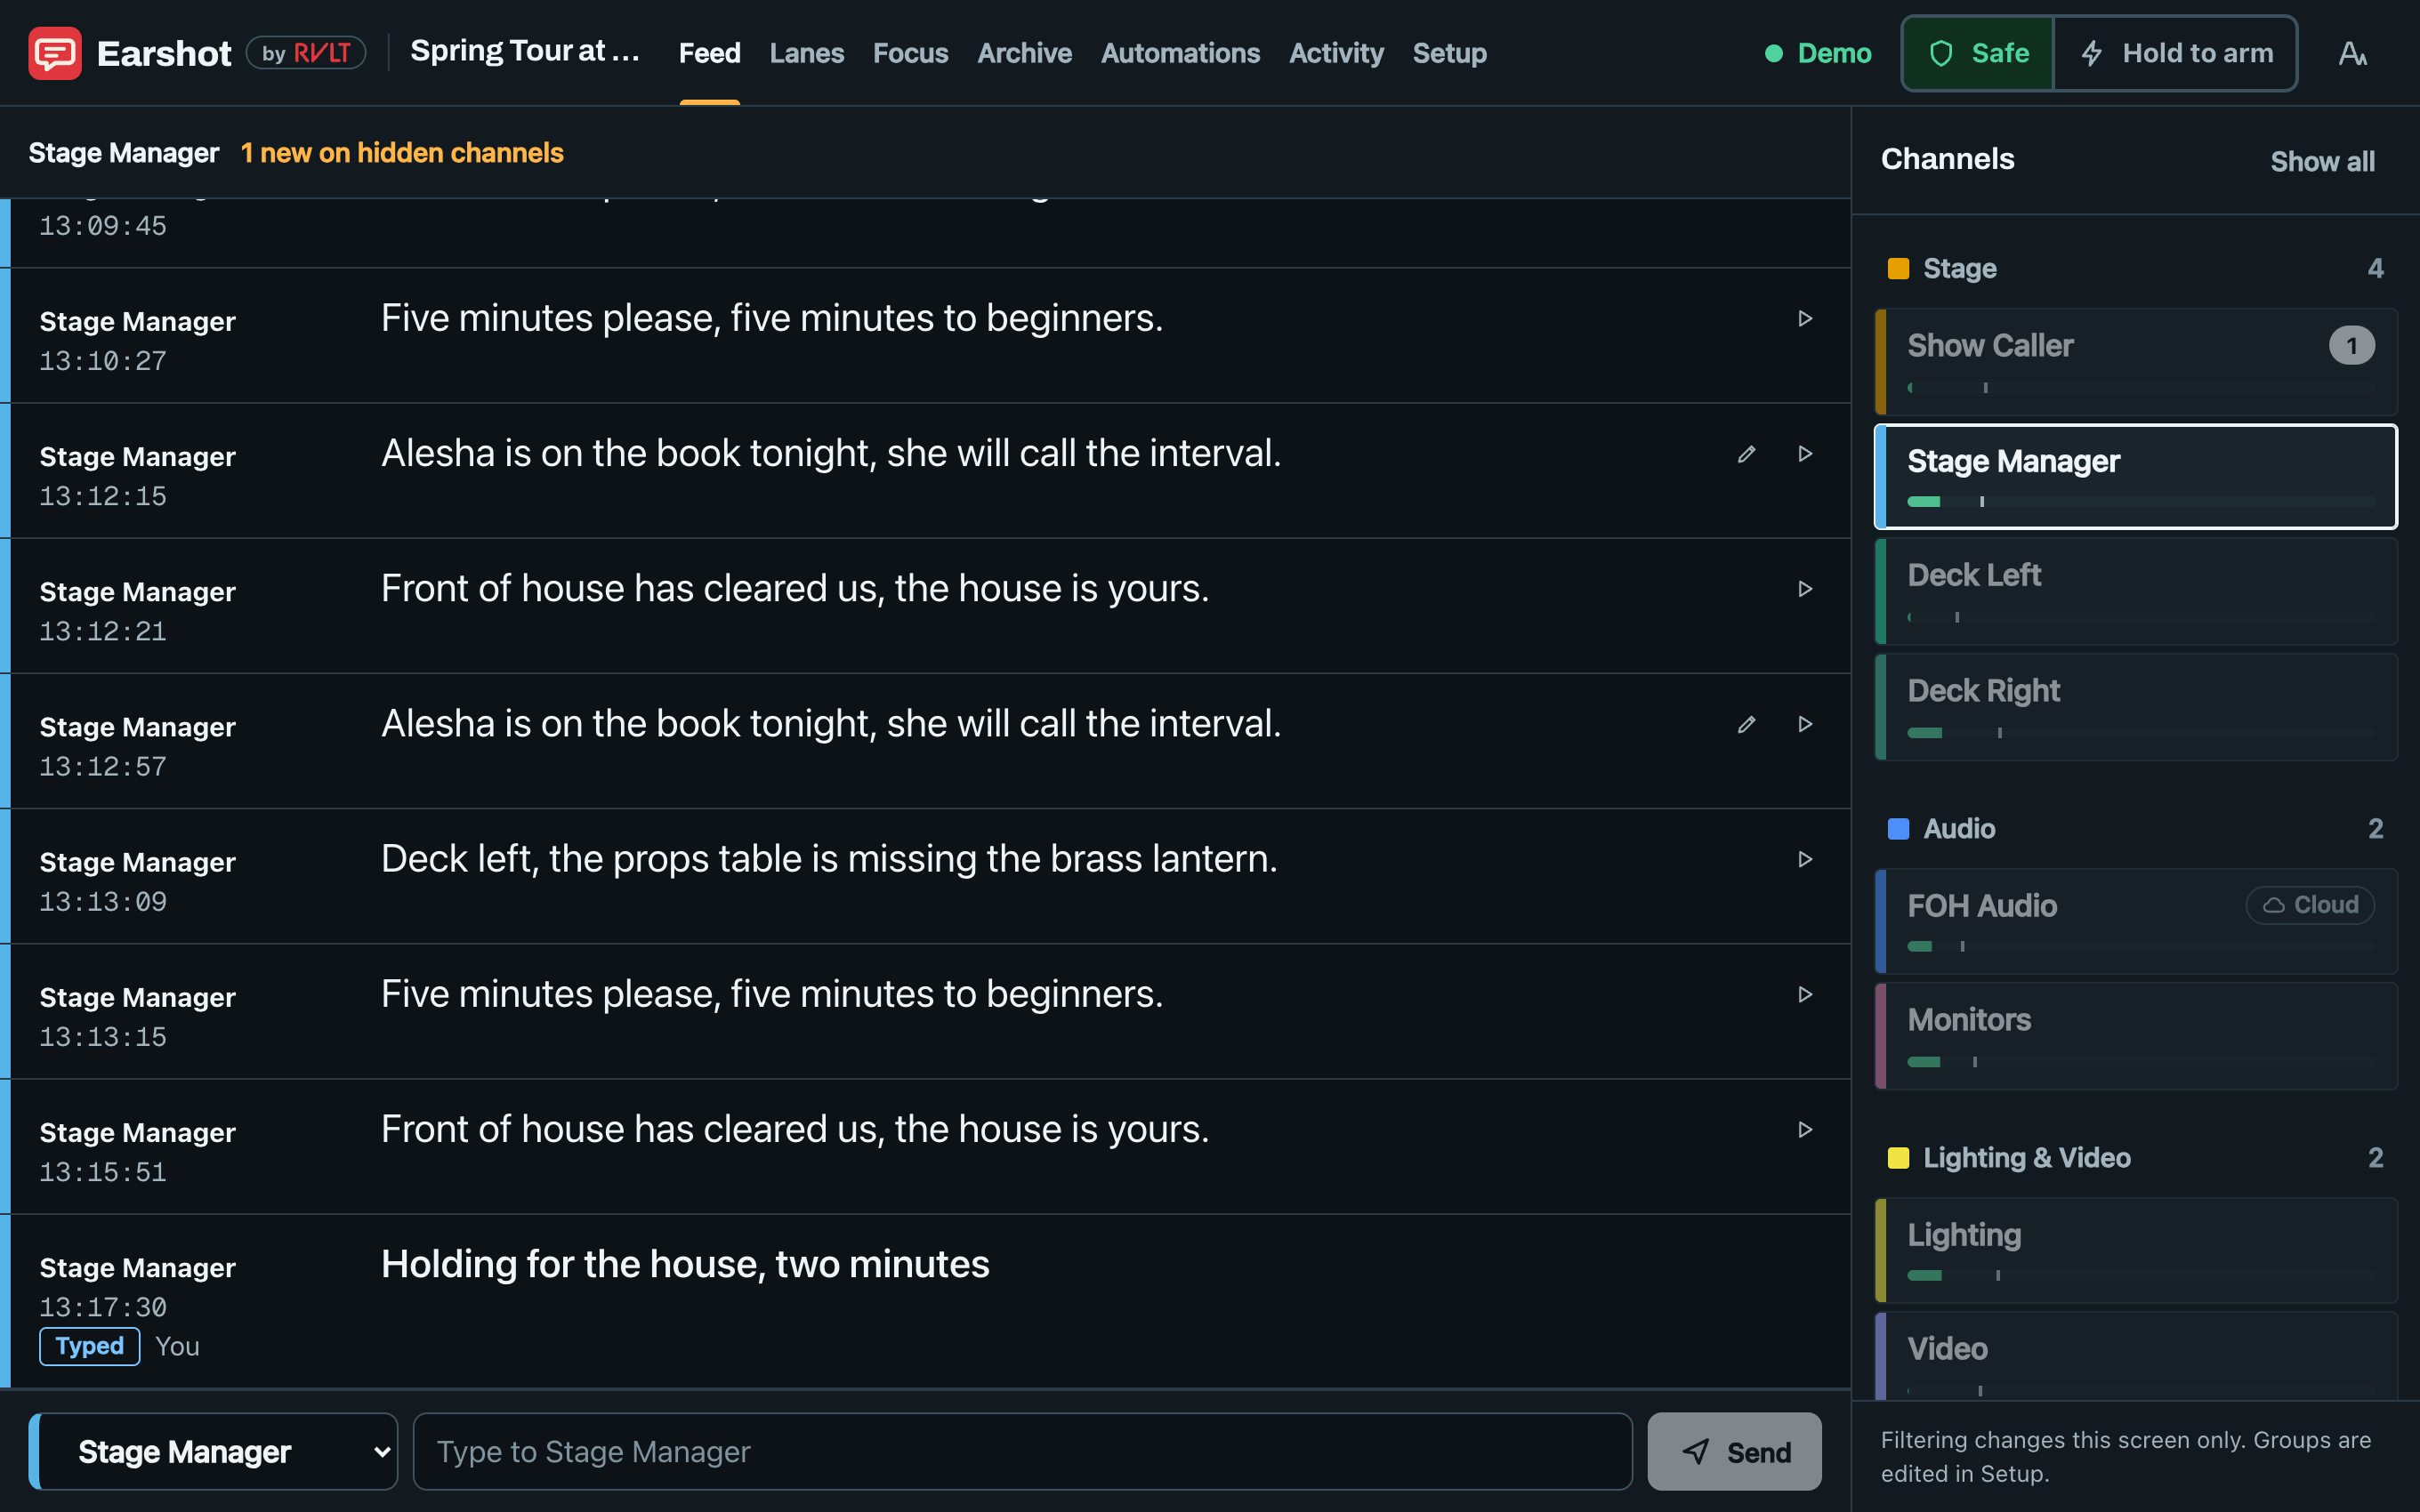 Earshot by RVLT Spring Tour at ... Feed Lanes Focus Archive Automations Activity Setup Demo Safe Hold to arm
Stage Manager 1 new on hidden channels
13:09:45
Stage Manager Five minutes please, five minutes to beginners.
13:10:27
Stage Manager Alesha is on the book tonight, she will call the interval.
13:12:15
Stage Manager Front of house has cleared us, the house is yours.
13:12:21
Stage Manager Alesha is on the book tonight, she will call the interval.
13:12:57
Stage Manager Deck left, the props table is missing the brass lantern.
13:13:09
Stage Manager Five minutes please, five minutes to beginners.
13:13:15
Stage Manager Front of house has cleared us, the house is yours.
13:15:51
Stage Manager Holding for the house, two minutes
13:17:30
Typed You
Stage Manager Type to Stage Manager Send
Channels Show all
Stage 4
Show Caller 1
Stage Manager
Deck Left
Deck Right
Audio 2
FOH Audio Cloud
Monitors
Lighting & Video 2
Lighting
Video
Filtering changes this screen only. Groups are
edited in Setup.